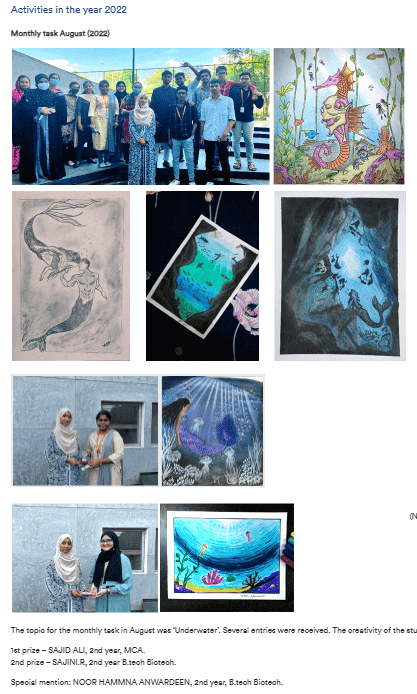 Activities in the year 2022
Monthly task August (2022)
(N
The topic for the monthly task in August was 'Underwater'. Several entries were received. The creativity of the stu
1st prize – SAJID ALI, 2nd year, MCA.
2nd prize – SAJINI.R, 2nd year B.tech Biotech.
Special mention: NOOR HAMMNA ANWARDEEN, 2nd year, B.tech Biotech.